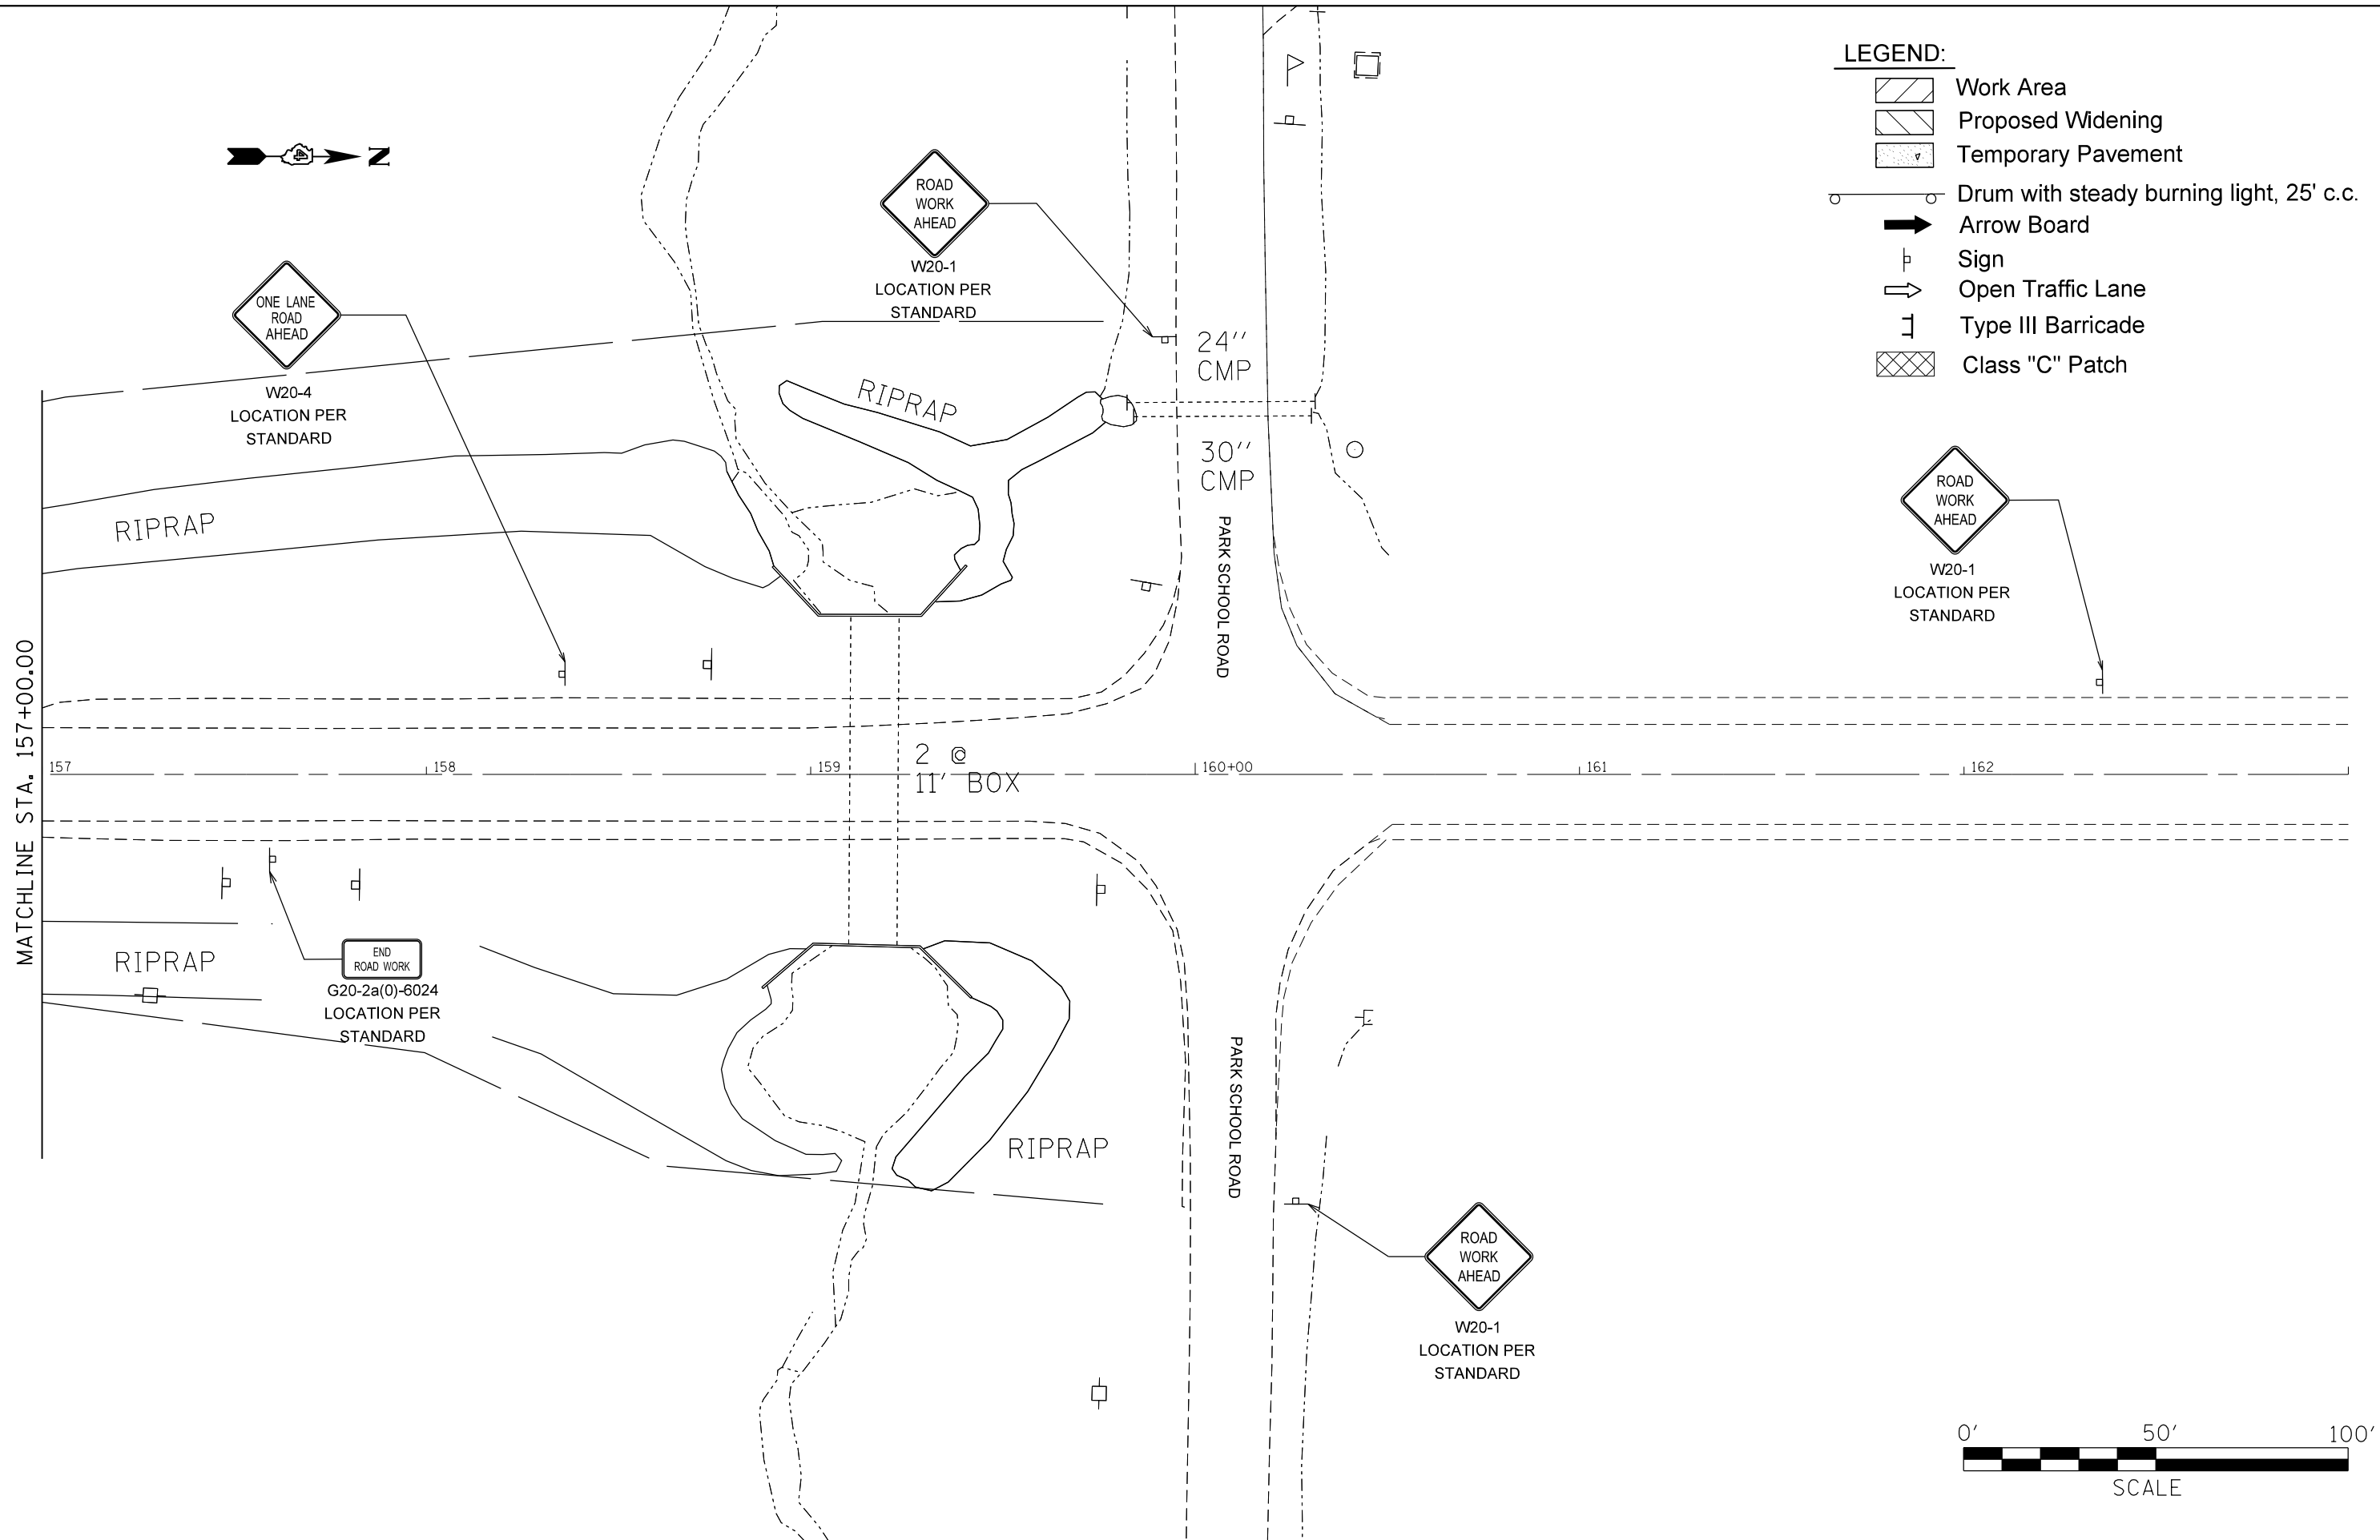 LEGEND:
Work Area
Proposed Widening
Temporary Pavement
Drum with steady burning light, 25' c.c.
Arrow Board
Sign
Open Traffic Lane
Type III Barricade
Class "C" Patch
N
ROAD
WORK
AHEAD
W20-1
LOCATION PER
STANDARD
ONE LANE
ROAD
AHEAD
W20-4
LOCATION PER
STANDARD
24''
CMP
RIPRAP
30''
CMP
RIPRAP
PARK SCHOOL ROAD
ROAD
WORK
AHEAD
W20-1
LOCATION PER
STANDARD
MATCHLINE STA. 157+00.00
157
158
159
160+00
161
162
2 @
11' BOX
RIPRAP
END
ROAD WORK
G20-2a(0)-6024
LOCATION PER
STANDARD
RIPRAP
PARK SCHOOL ROAD
ROAD
WORK
AHEAD
W20-1
LOCATION PER
STANDARD
0' 50' 100'
SCALE